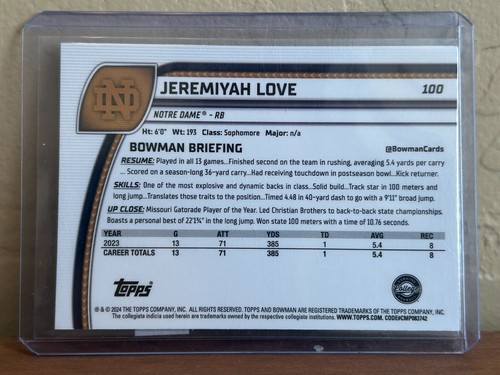 JEREMIYAH LOVE 100
ND
NOTRE DAME® - RB
Ht: 6'0" Wt: 193 Class: Sophomore Major: n/a
BOWMAN BRIEFING @BowmanCards
RESUME: Played in all 13 games...Finished second on the team in rushing, averaging 5.4 yards per carry
... Scored on a season-long 36-yard carry...Had receiving touchdown in postseason bowl...Kick returner.
SKILLS: One of the most explosive and dynamic backs in class...Solid build...Track star in 100 meters
and long jump...Translates those traits to the position...Timed 4.48 in 40-yard dash to go with a 9'11" broad jump.
UP CLOSE: Missouri Gatorade Player of the Year. Led Christian Brothers to back-to-back state championships.
Boasts a personal best of 22'1¾" in the long jump. Won state 100 meters with a time of 10.76 seconds.
YEAR G ATT YDS TD AVG REC
2023 13 71 385 1 5.4 8
CAREER TOTALS 13 71 385 1 5.4 8
Topps
College
® & © 2024 THE TOPPS COMPANY, INC. ALL RIGHTS RESERVED. TOPPS AND BOWMAN ARE REGISTERED TRADEMARKS OF THE TOPPS COMPANY, INC.
The collegiate indicia used herein are trademarks owned by the respective collegiate institutions. WWW.TOPPS.COM. CODE#CMP083742